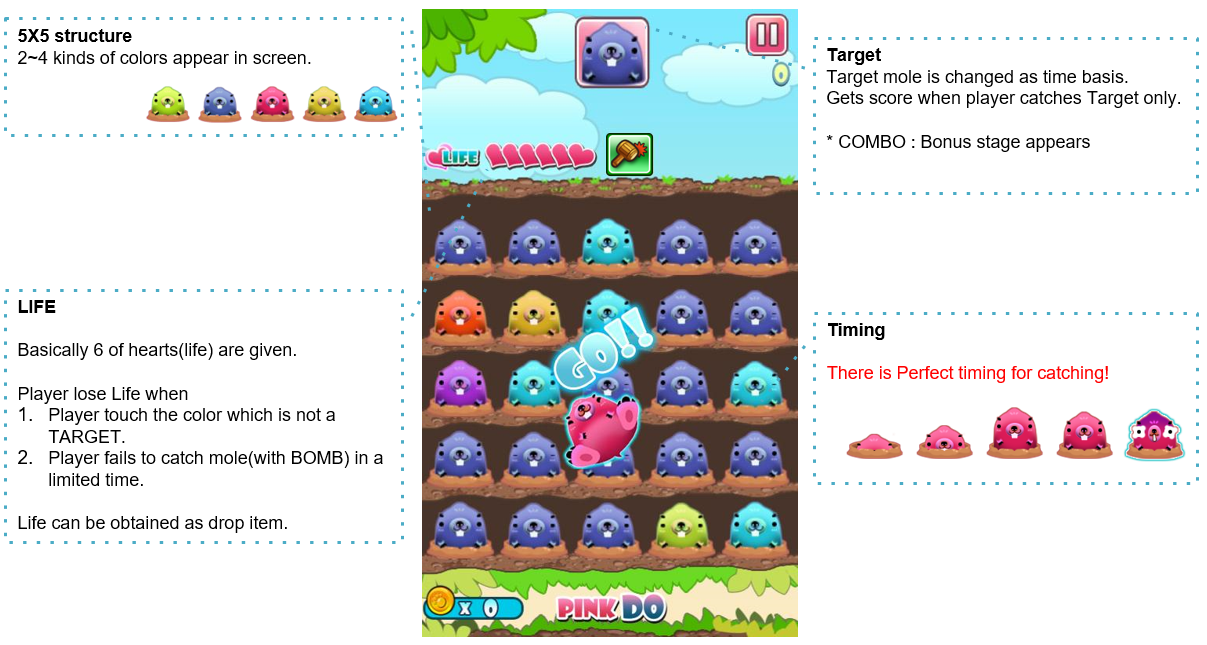 5X5 structure
2~4 kinds of colors appear in screen.
LIFE
Basically 6 of hearts(life) are given.
Player lose Life when
1. Player touch the color which is not a
TARGET.
2. Player fails to catch mole(with BOMB) in a
limited time.
Life can be obtained as drop item.
0
LIFE
GO!!
x 0
PINK DO
Target
Target mole is changed as time basis.
Gets score when player catches Target only.
* COMBO : Bonus stage appears
Timing
There is Perfect timing for catching!